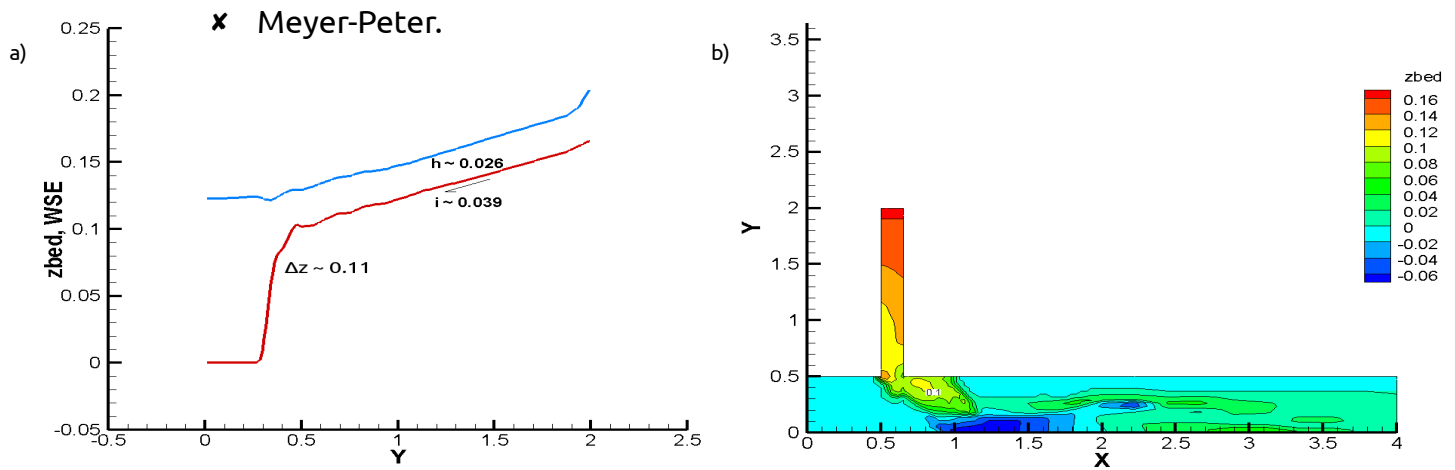 ✘ Meyer-Peter.
a)
0.25
0.2
0.15
0.1
0.05
0
-0.05
zbed, WSE
h ~ 0.026
i ~ 0.039
Δz ~ 0.11
-0.5 0 0.5 1 1.5 2 2.5
Y
b)
3.5
3
2.5
2
1.5
1
0.5
0
Y
0.1
0 0.5 1 1.5 2 2.5 3 3.5 4
X
zbed
0.16
0.14
0.12
0.1
0.08
0.06
0.04
0.02
0
-0.02
-0.04
-0.06